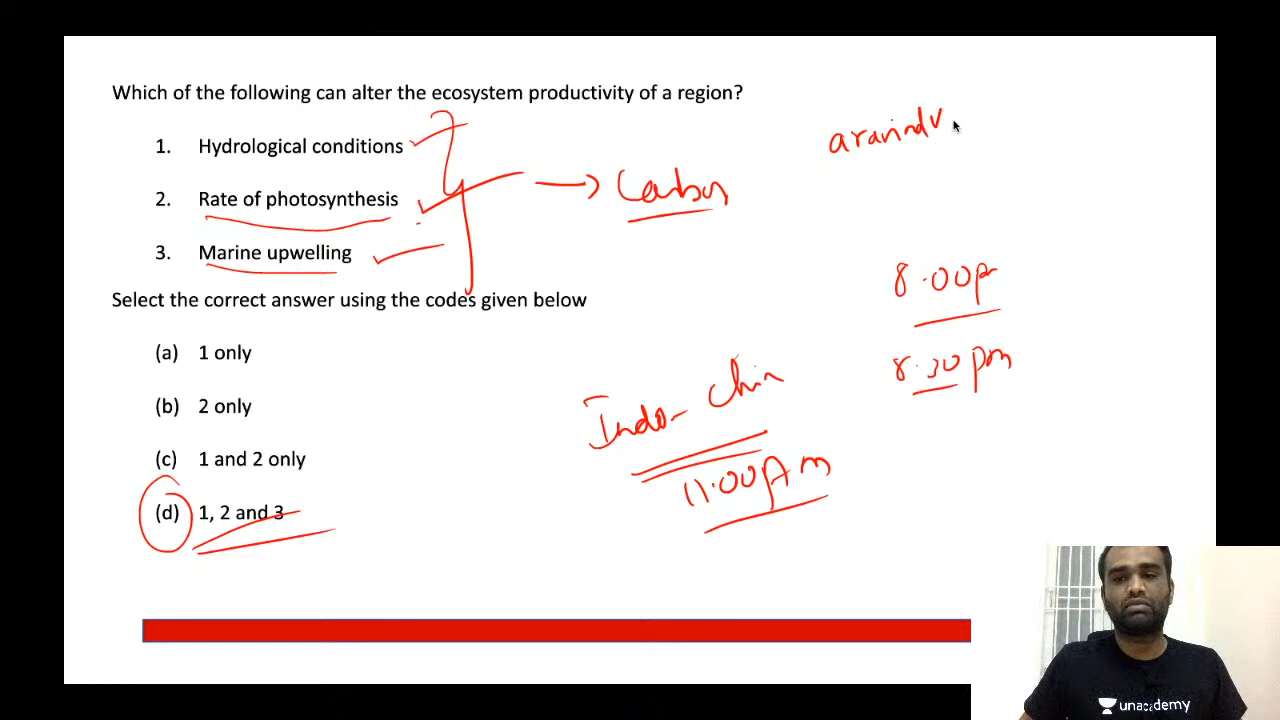 Which of the following can alter the ecosystem productivity of a region?
1. Hydrological conditions
2. Rate of photosynthesis
3. Marine upwelling
Select the correct answer using the codes given below
(a) 1 only
(b) 2 only
(c) 1 and 2 only
(d) 1, 2 and 3
aravindv
Carbon
8.00pm
8.30pm
Indo-Chin
11.00pm
unacademy